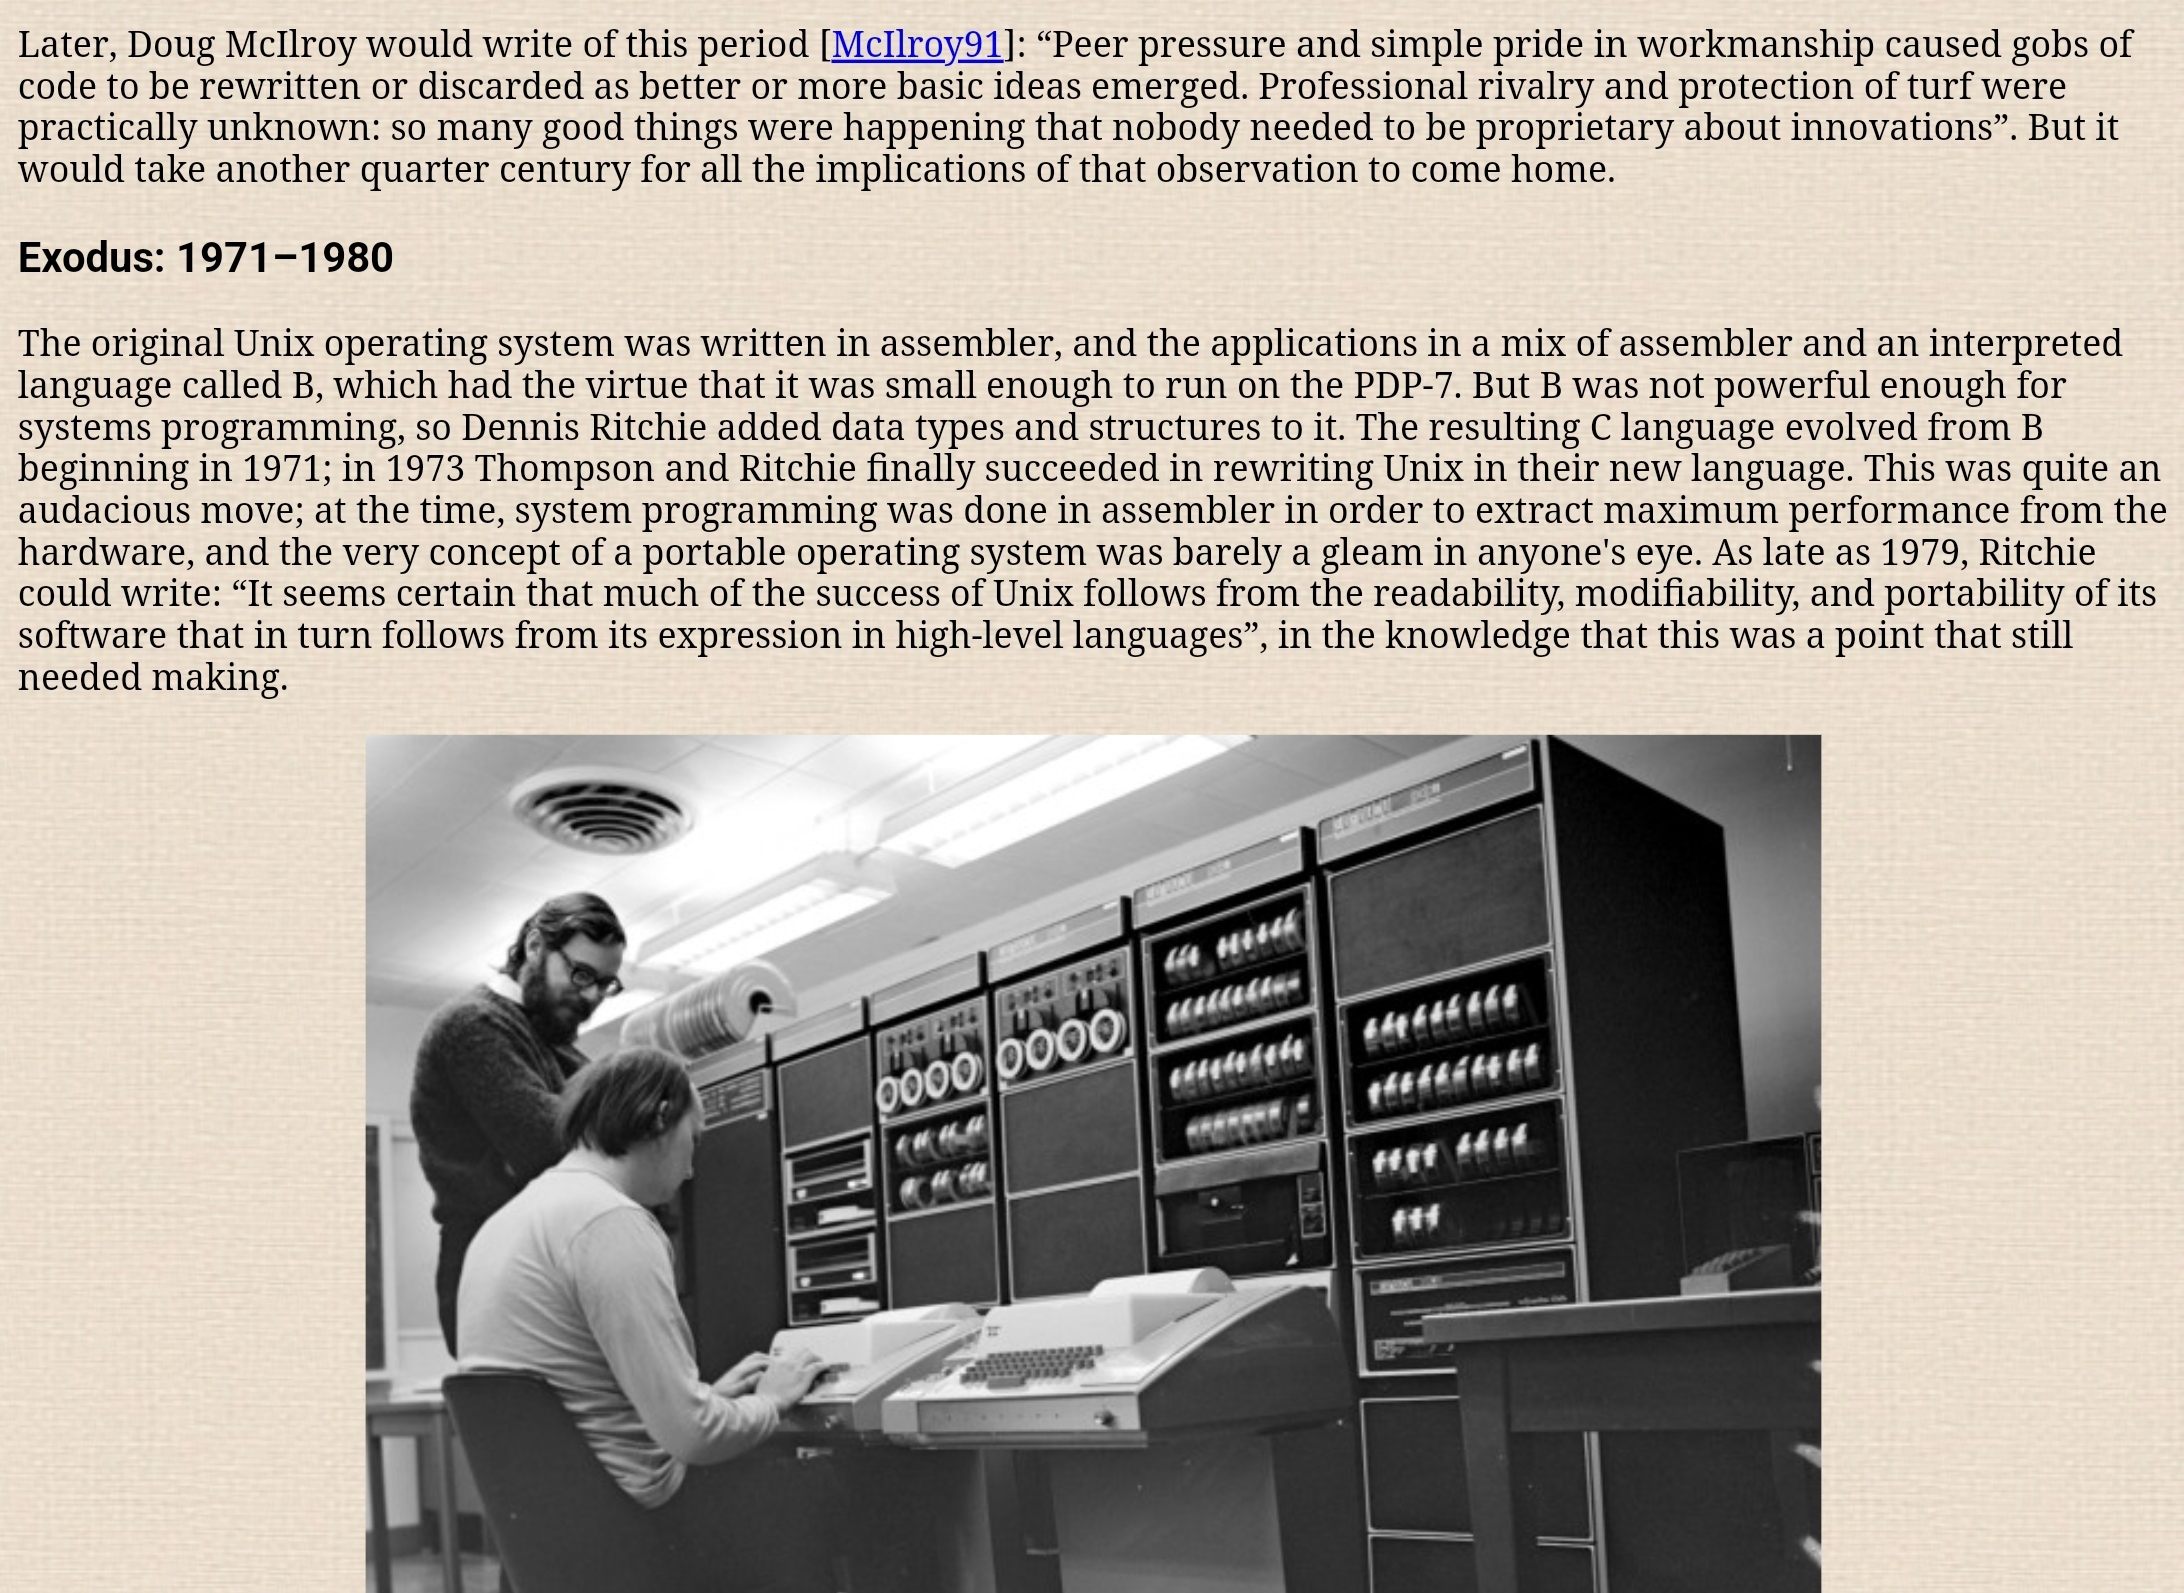 Later, Doug McIlroy would write of this period [McIlroy91]: “Peer pressure and simple pride in workmanship caused gobs of
code to be rewritten or discarded as better or more basic ideas emerged. Professional rivalry and protection of turf were
practically unknown: so many good things were happening that nobody needed to be proprietary about innovations”. But it
would take another quarter century for all the implications of that observation to come home.
Exodus: 1971–1980
The original Unix operating system was written in assembler, and the applications in a mix of assembler and an interpreted
language called B, which had the virtue that it was small enough to run on the PDP-7. But B was not powerful enough for
systems programming, so Dennis Ritchie added data types and structures to it. The resulting C language evolved from B
beginning in 1971; in 1973 Thompson and Ritchie finally succeeded in rewriting Unix in their new language. This was quite an
audacious move; at the time, system programming was done in assembler in order to extract maximum performance from the
hardware, and the very concept of a portable operating system was barely a gleam in anyone's eye. As late as 1979, Ritchie
could write: “It seems certain that much of the success of Unix follows from the readability, modifiability, and portability of its
software that in turn follows from its expression in high-level languages”, in the knowledge that this was a point that still
needed making.